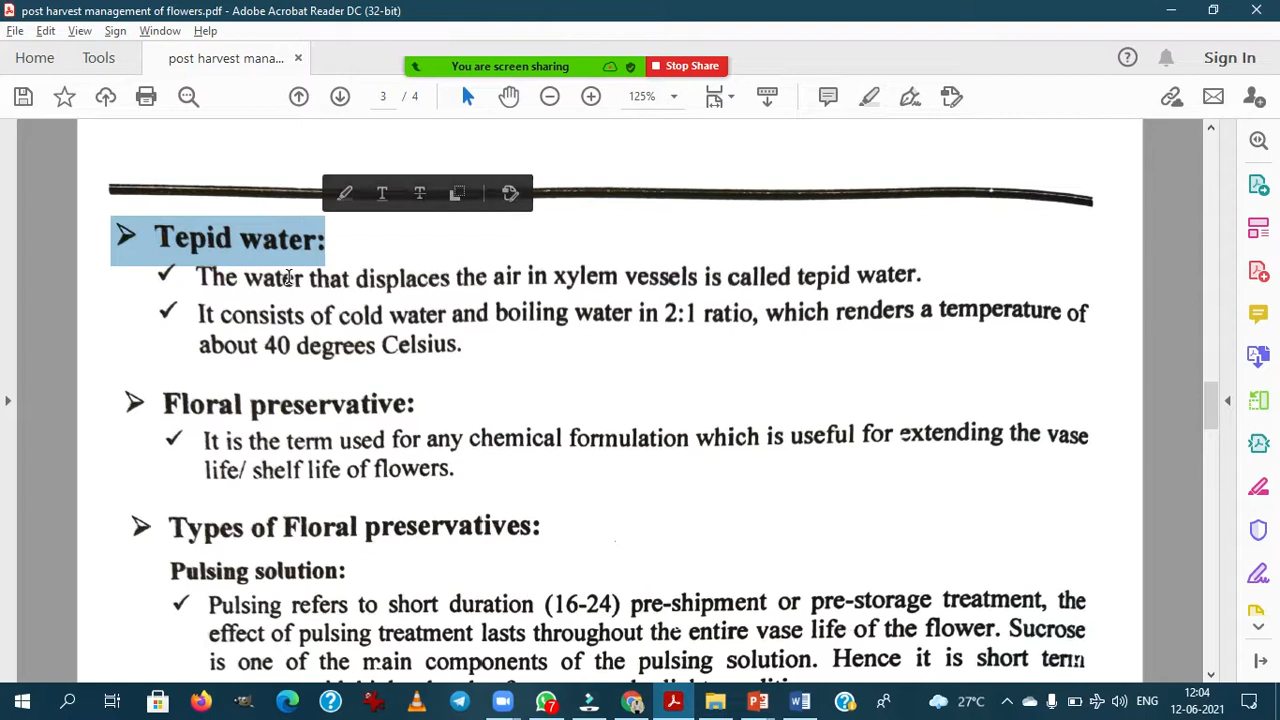 post harvest management of flowers.pdf - Adobe Acrobat Reader DC (32-bit)
File Edit View Sign Window Help
Home Tools post harvest mana... ×
You are screen sharing Stop Share
Sign In
3 / 4
125%
➢ Tepid water:
✓ The water that displaces the air in xylem vessels is called tepid water.
✓ It consists of cold water and boiling water in 2:1 ratio, which renders a temperature of
about 40 degrees Celsius.
➢ Floral preservative:
✓ It is the term used for any chemical formulation which is useful for extending the vase
life/ shelf life of flowers.
➢ Types of Floral preservatives:
Pulsing solution:
✓ Pulsing refers to short duration (16-24) pre-shipment or pre-storage treatment, the
effect of pulsing treatment lasts throughout the entire vase life of the flower. Sucrose
is one of the main components of the pulsing solution. Hence it is short term
27°C
ENG
12:04
12-06-2021